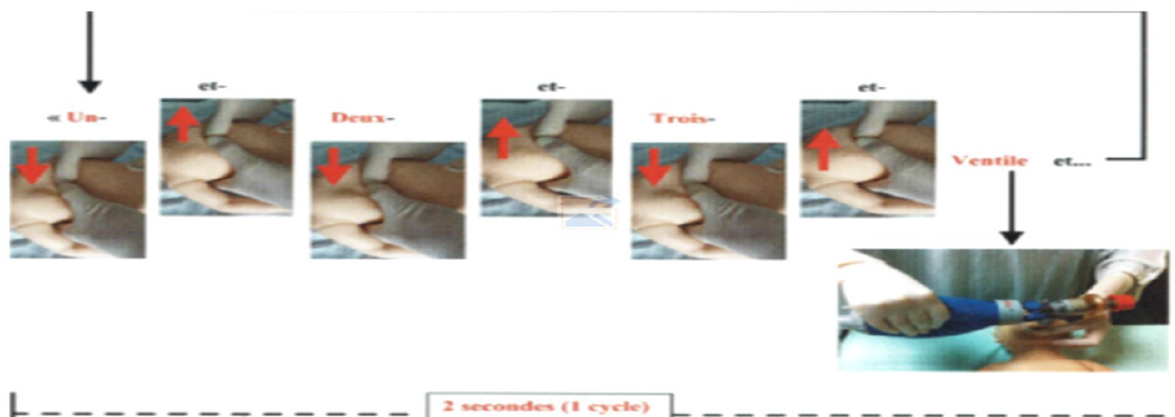 et-
et-
et-
« Un-
Deux-
Trois-
Ventile et...
2 secondes (1 cycle)